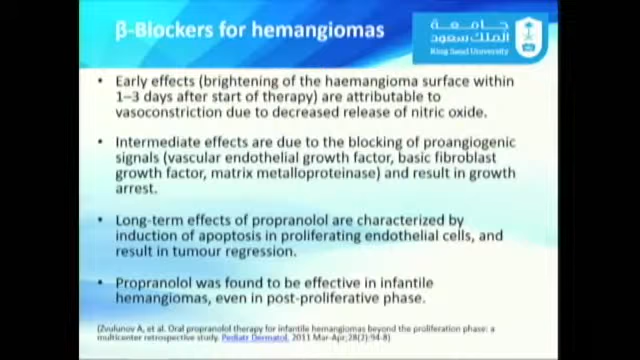 β-Blockers for hemangiomas
جامعة
الملك سعود
King Saud University
• Early effects (brightening of the haemangioma surface within
1–3 days after start of therapy) are attributable to
vasoconstriction due to decreased release of nitric oxide.
• Intermediate effects are due to the blocking of proangiogenic
signals (vascular endothelial growth factor, basic fibroblast
growth factor, matrix metalloproteinase) and result in growth
arrest.
• Long-term effects of propranolol are characterized by
induction of apoptosis in proliferating endothelial cells, and
result in tumour regression.
• Propranolol was found to be effective in infantile
hemangiomas, even in post-proliferative phase.
(Zvulunov A, et al. Oral propranolol therapy for infantile hemangiomas beyond the proliferation phase: a
multicenter retrospective study. Pediatr Dermatol. 2011 Mar-Apr;28(2):94-8)